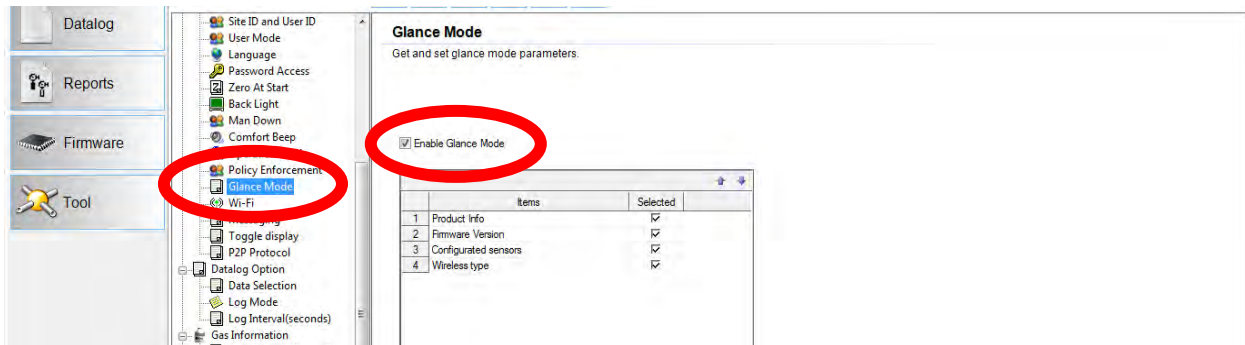 Datalog
Reports
Firmware
Tool
Site ID and User ID
User Mode
Language
Password Access
Zero At Start
Back Light
Man Down
Comfort Beep
Policy Enforcement
Glance Mode
Wi-Fi
Messaging
Toggle display
P2P Protocol
Datalog Option
Data Selection
Log Mode
Log Interval(seconds)
Gas Information
Glance Mode
Get and set glance mode parameters.
Enable Glance Mode
Items Selected
1 Product Info
2 Firmware Version
3 Configurated sensors
4 Wireless type